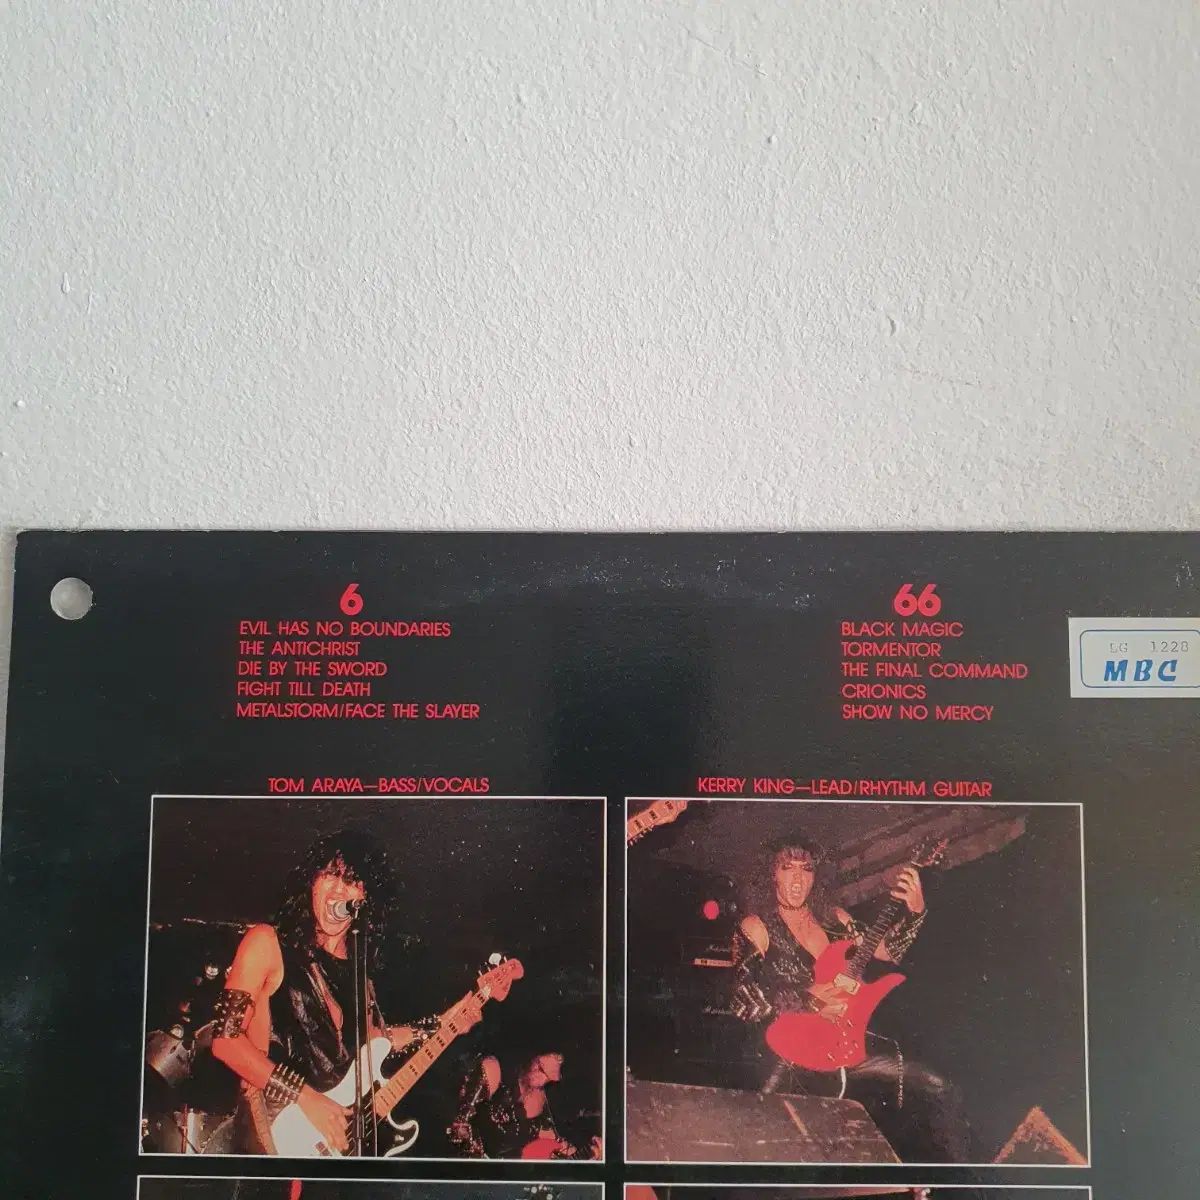 6
EVIL HAS NO BOUNDARIES
THE ANTICHRIST
DIE BY THE SWORD
FIGHT TILL DEATH
METALSTORM/FACE THE SLAYER
66
BLACK MAGIC
TORMENTOR
THE FINAL COMMAND
CRIONICS
SHOW NO MERCY
LG 1228
MBC
TOM ARAYA—BASS/VOCALS
KERRY KING—LEAD/RHYTHM GUITAR